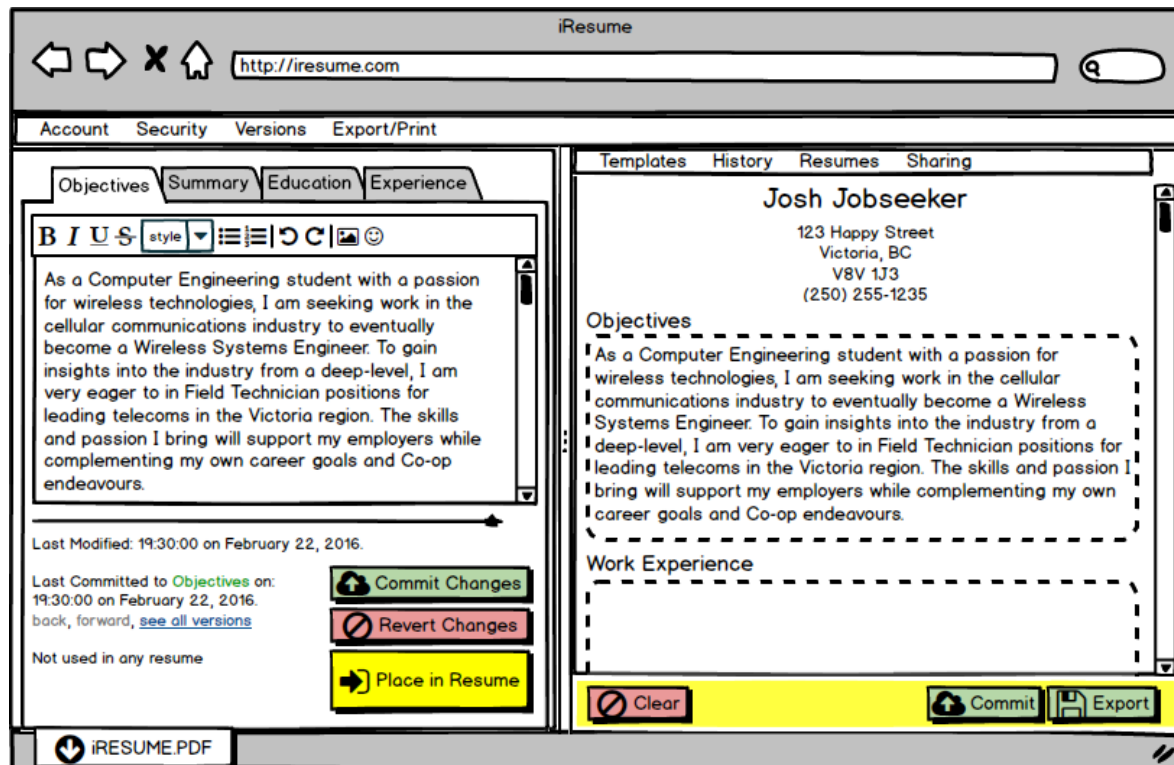 iResume
http://iresume.com
Account Security Versions Export/Print
Objectives Summary Education Experience
B I U S style
As a Computer Engineering student with a passion
for wireless technologies, I am seeking work in the
cellular communications industry to eventually
become a Wireless Systems Engineer. To gain
insights into the industry from a deep-level, I am
very eager to in Field Technician positions for
leading telecoms in the Victoria region. The skills
and passion I bring will support my employers while
complementing my own career goals and Co-op
endeavours.
Last Modified: 19:30:00 on February 22, 2016.
Last Committed to Objectives on:
19:30:00 on February 22, 2016.
back, forward, see all versions
Not used in any resume
Commit Changes
Revert Changes
Place in Resume
Templates History Resumes Sharing
Josh Jobseeker
123 Happy Street
Victoria, BC
V8V 1J3
(250) 255-1235
Objectives
As a Computer Engineering student with a passion for
wireless technologies, I am seeking work in the cellular
communications industry to eventually become a Wireless
Systems Engineer. To gain insights into the industry from a
deep-level, I am very eager to in Field Technician positions for
leading telecoms in the Victoria region. The skills and passion I
bring will support my employers while complementing my own
career goals and Co-op endeavours.
Work Experience
Clear Commit Export
iRESUME.PDF